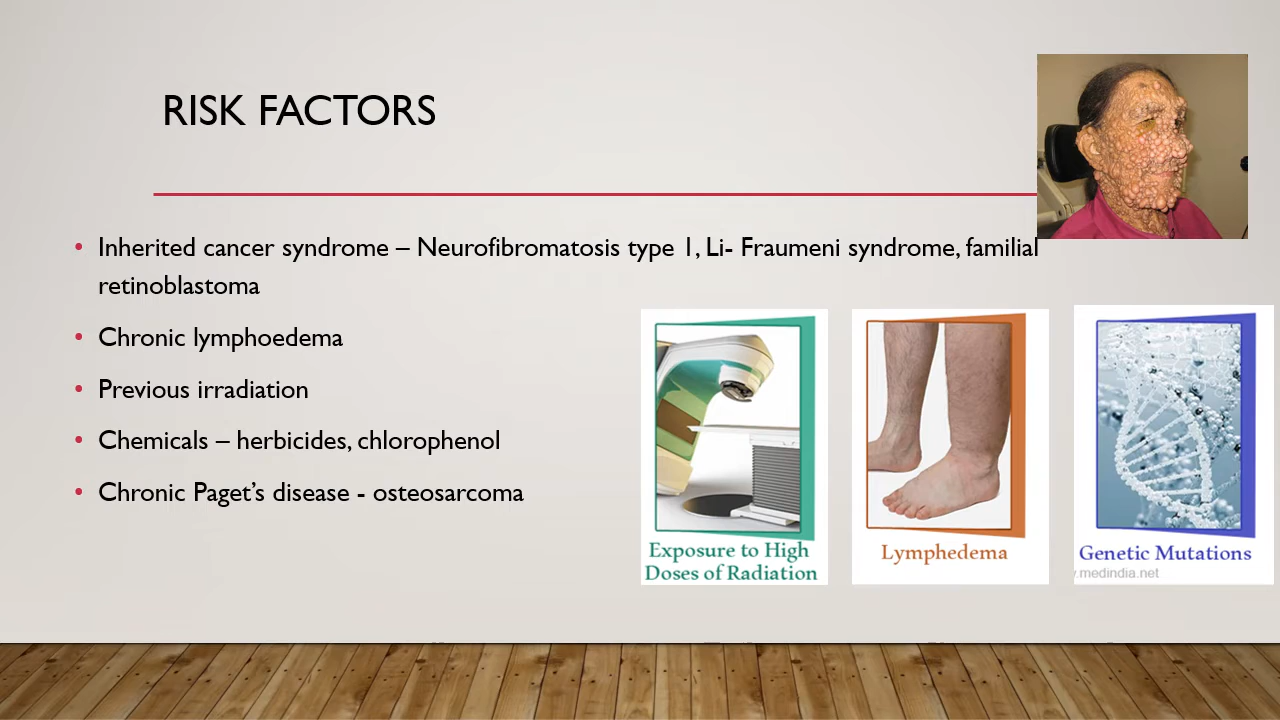 RISK FACTORS
• Inherited cancer syndrome – Neurofibromatosis type 1, Li- Fraumeni syndrome, familial
retinoblastoma
• Chronic lymphoedema
• Previous irradiation
• Chemicals – herbicides, chlorophenol
• Chronic Paget's disease - osteosarcoma
Exposure to High
Doses of Radiation
Lymphedema
Genetic Mutations
.medindia.net